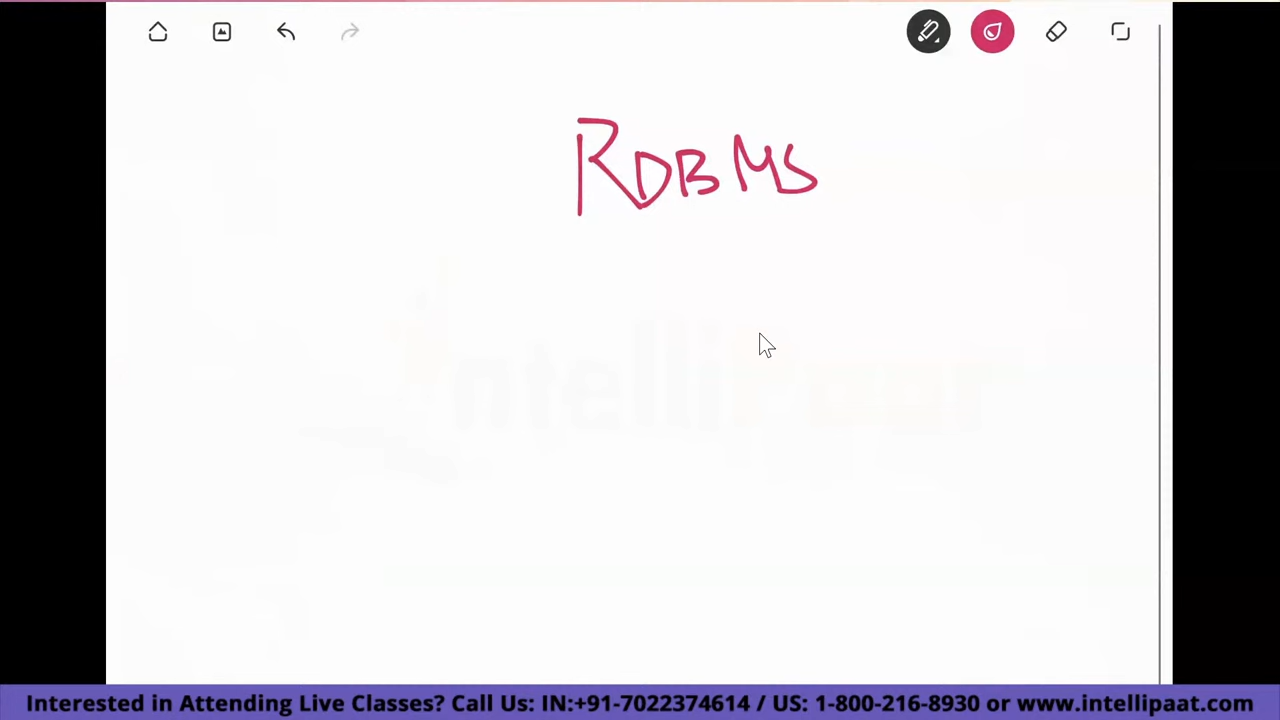 RDBMS
intelliPaat
Interested in Attending Live Classes? Call Us: IN:+91-7022374614 / US: 1-800-216-8930 or www.intellipaat.com